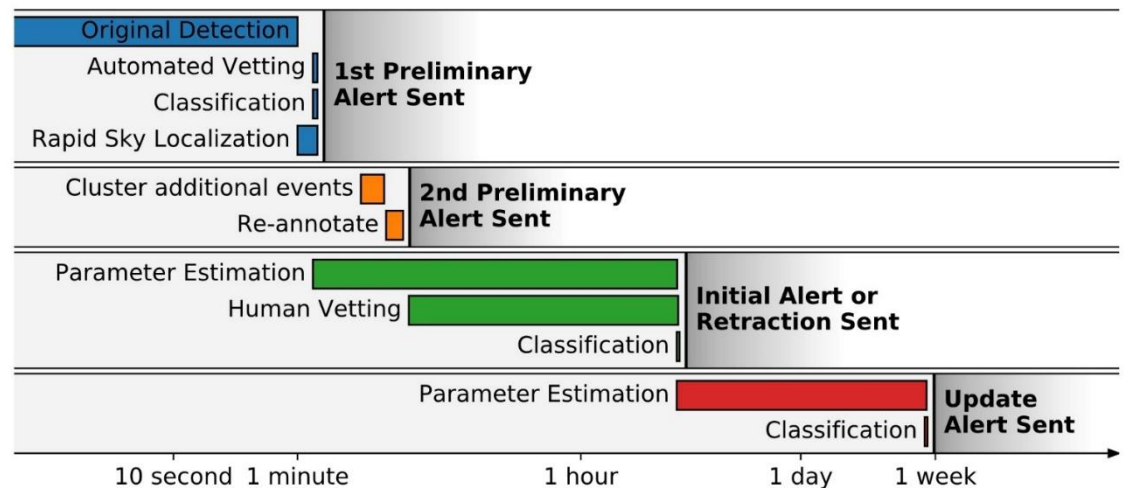 Original Detection
Automated Vetting
Classification
Rapid Sky Localization
1st Preliminary
Alert Sent
Cluster additional events
Re-annotate
2nd Preliminary
Alert Sent
Parameter Estimation
Human Vetting
Classification
Initial Alert or
Retraction Sent
Parameter Estimation
Classification
Update
Alert Sent
10 second 1 minute 1 hour 1 day 1 week